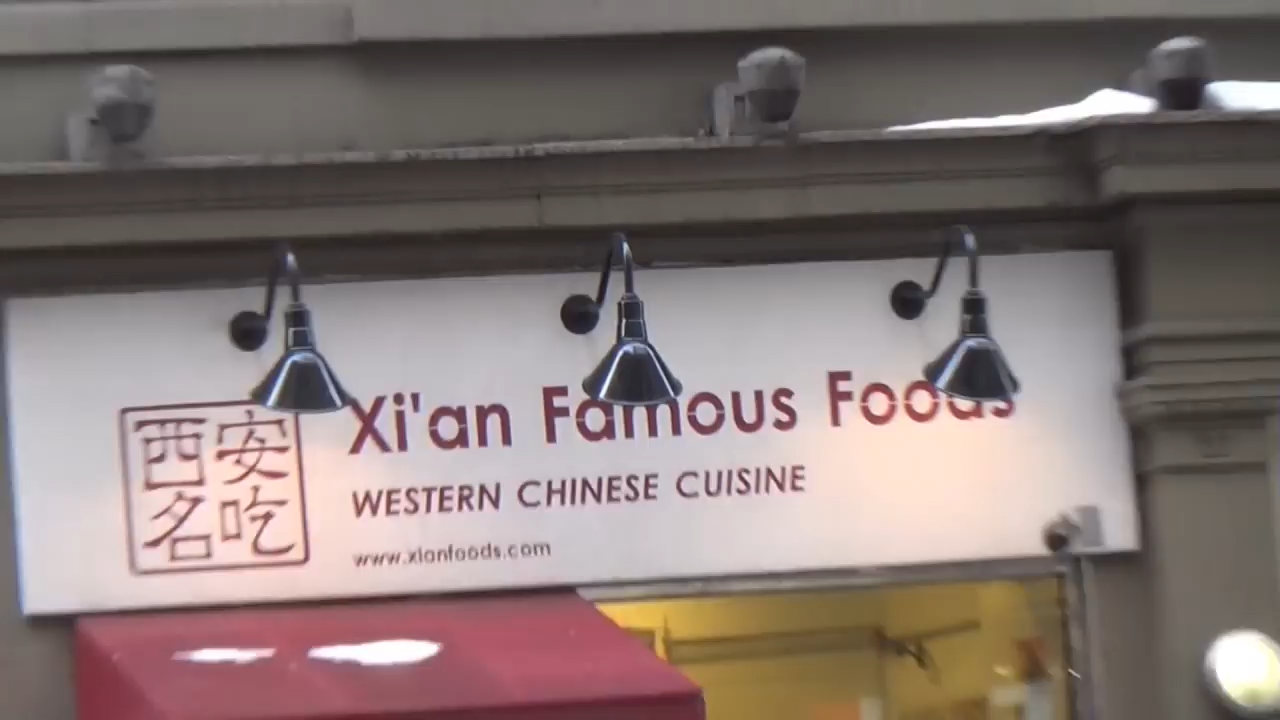 西安
名吃
Xi'an Famous Foods
WESTERN CHINESE CUISINE
www.xianfoods.com